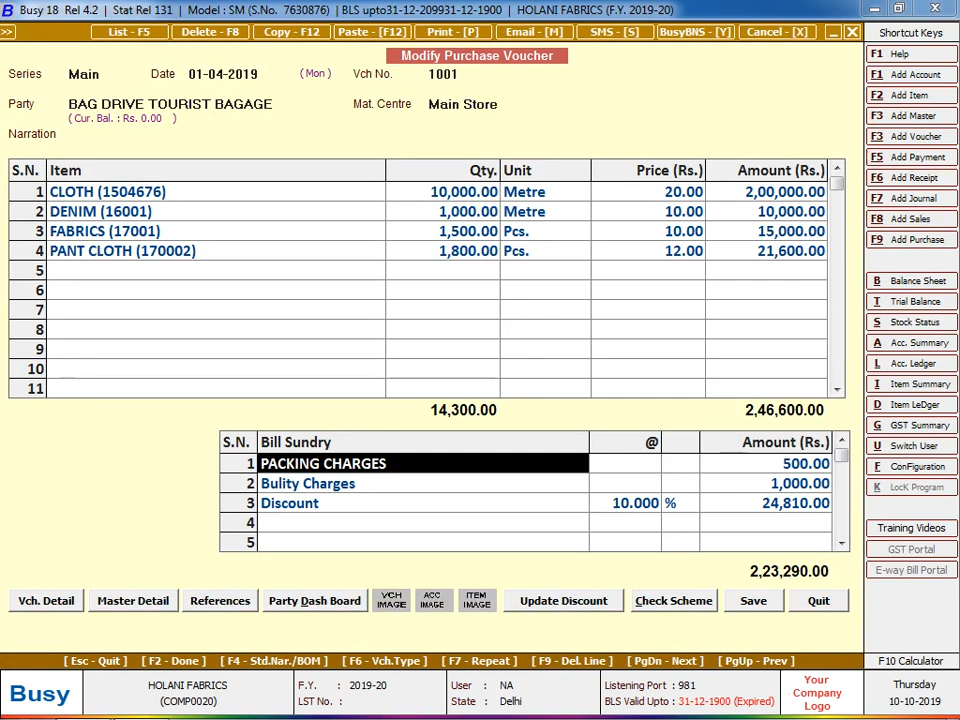 Busy 18 Rel 4.2 | Stat Rel 131 | Model : SM (S.No. 7630876) | BLS upto31-12-209931-12-1900 | HOLANI FABRICS (F.Y. 2019-20)
>> List - F5 Delete - F8 Copy - F12 Paste - [F12] Print - [P] Email - [M] SMS - [S] BusyBNS - [Y] Cancel - [X]
Modify Purchase Voucher
Series Main Date 01-04-2019 (Mon) Vch No. 1001
Party BAG DRIVE TOURIST BAGAGE Mat. Centre Main Store
(Cur. Bal. : Rs. 0.00 )
Narration
S.N. Item Qty. Unit Price (Rs.) Amount (Rs.)
1 CLOTH (1504676) 10,000.00 Metre 20.00 2,00,000.00
2 DENIM (16001) 1,000.00 Metre 10.00 10,000.00
3 FABRICS (17001) 1,500.00 Pcs. 10.00 15,000.00
4 PANT CLOTH (170002) 1,800.00 Pcs. 12.00 21,600.00
5
6
7
8
9
10
11
14,300.00 2,46,600.00
S.N. Bill Sundry @ Amount (Rs.)
1 PACKING CHARGES 500.00
2 Bulity Charges 1,000.00
3 Discount 10.000 % 24,810.00
4
5
2,23,290.00
Vch. Detail Master Detail References Party Dash Board VCH IMAGE ACC IMAGE ITEM IMAGE Update Discount Check Scheme Save Quit
[ Esc - Quit ] [ F2 - Done ] [ F4 - Std.Nar./BOM ] [ F6 - Vch.Type ] [ F7 - Repeat ] [ F9 - Del. Line ] [ PgDn - Next ] [ PgUp - Prev ]
Shortcut Keys
F1 Help
F1 Add Account
F2 Add Item
F3 Add Master
F3 Add Voucher
F5 Add Payment
F6 Add Receipt
F7 Add Journal
F8 Add Sales
F9 Add Purchase
B Balance Sheet
T Trial Balance
S Stock Status
A Acc. Summary
L Acc. Ledger
I Item Summary
D Item LeDger
G GST Summary
U Switch User
F ConFiguration
K LocK Program
Training Videos
GST Portal
E-way Bill Portal
F10 Calculator
Busy
HOLANI FABRICS
(COMP0020)
F.Y. : 2019-20
LST No. :
User : NA
State : Delhi
Listening Port : 981
BLS Valid Upto : 31-12-1900 (Expired)
Your
Company
Logo
Thursday
10-10-2019